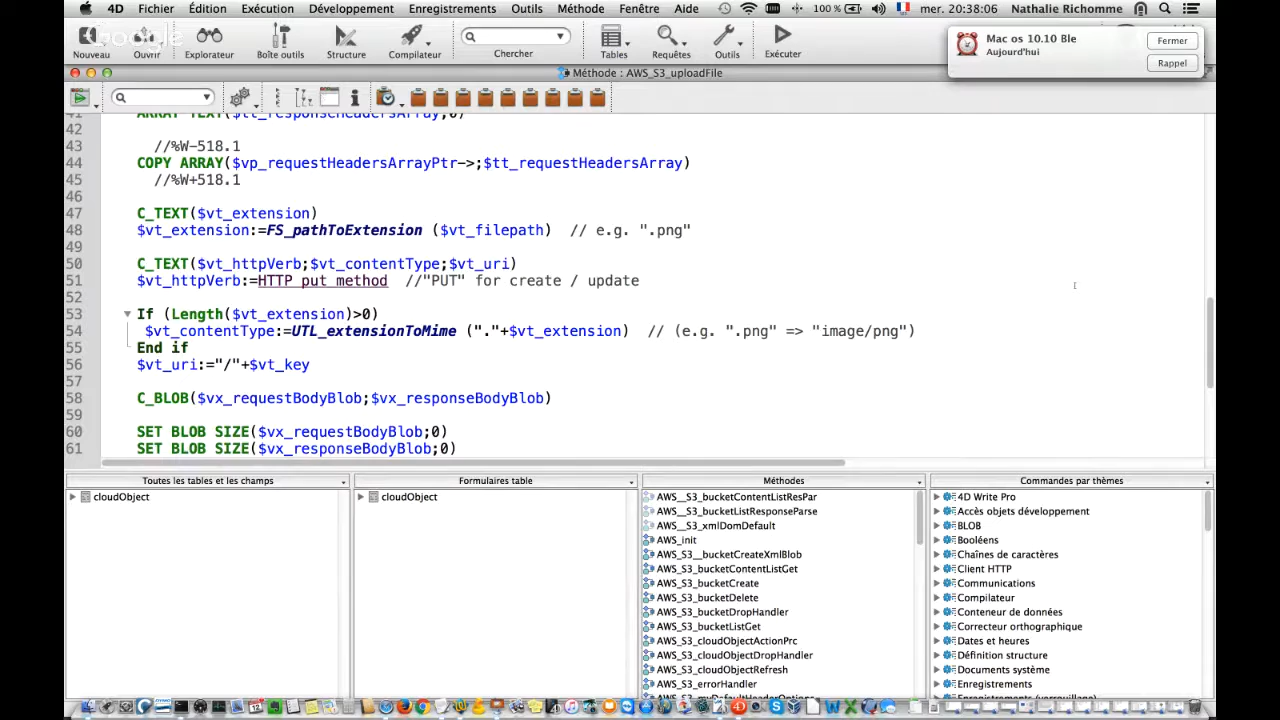 4D Fichier Édition Exécution Développement Enregistrements Outils Méthode Fenêtre Aide 100 % mer. 20:38:06 Nathalie Richomme
Google
Nouveau Ouvrir Explorateur Boîte outils Structure Compilateur Chercher Tables Requêtes Outils Exécuter
Mac os 10.10 Ble
Aujourd'hui
Fermer
Rappel
Méthode : AWS_S3_uploadFile
41 ARRAY TEXT($tt_responseHeadersArray;0)
42
43 //%W-518.1
44 COPY ARRAY($vp_requestHeadersArrayPtr->;$tt_requestHeadersArray)
45 //%W+518.1
46
47 C_TEXT($vt_extension)
48 $vt_extension:=FS_pathToExtension ($vt_filepath) // e.g. ".png"
49
50 C_TEXT($vt_httpVerb;$vt_contentType;$vt_uri)
51 $vt_httpVerb:=HTTP put method //"PUT" for create / update
52
53 If (Length($vt_extension)>0)
54 $vt_contentType:=UTL_extensionToMime ("."+$vt_extension) // (e.g. ".png" => "image/png")
55 End if
56 $vt_uri:="/"+$vt_key
57
58 C_BLOB($vx_requestBodyBlob;$vx_responseBodyBlob)
59
60 SET BLOB SIZE($vx_requestBodyBlob;0)
61 SET BLOB SIZE($vx_responseBodyBlob;0)
Toutes les tables et les champs
cloudObject
Formulaires table
cloudObject
Méthodes
AWS__S3_bucketContentListResPar
AWS__S3_bucketListResponseParse
AWS__S3_xmlDomDefault
AWS_init
AWS_S3__bucketCreateXmlBlob
AWS_S3_bucketContentListGet
AWS_S3_bucketCreate
AWS_S3_bucketDelete
AWS_S3_bucketDropHandler
AWS_S3_bucketListGet
AWS_S3_cloudObjectActionPrc
AWS_S3_cloudObjectDropHandler
AWS_S3_cloudObjectRefresh
AWS_S3_errorHandler
Commandes par thèmes
4D Write Pro
Accès objets développement
BLOB
Booléens
Chaînes de caractères
Client HTTP
Communications
Compilateur
Conteneur de données
Correcteur orthographique
Dates et heures
Définition structure
Documents système
Enregistrements